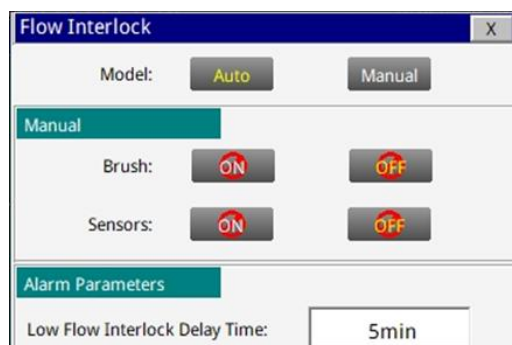 Flow Interlock X
Model: Auto Manual
Manual
Brush: ON OFF
Sensors: ON OFF
Alarm Parameters
Low Flow Interlock Delay Time: 5min